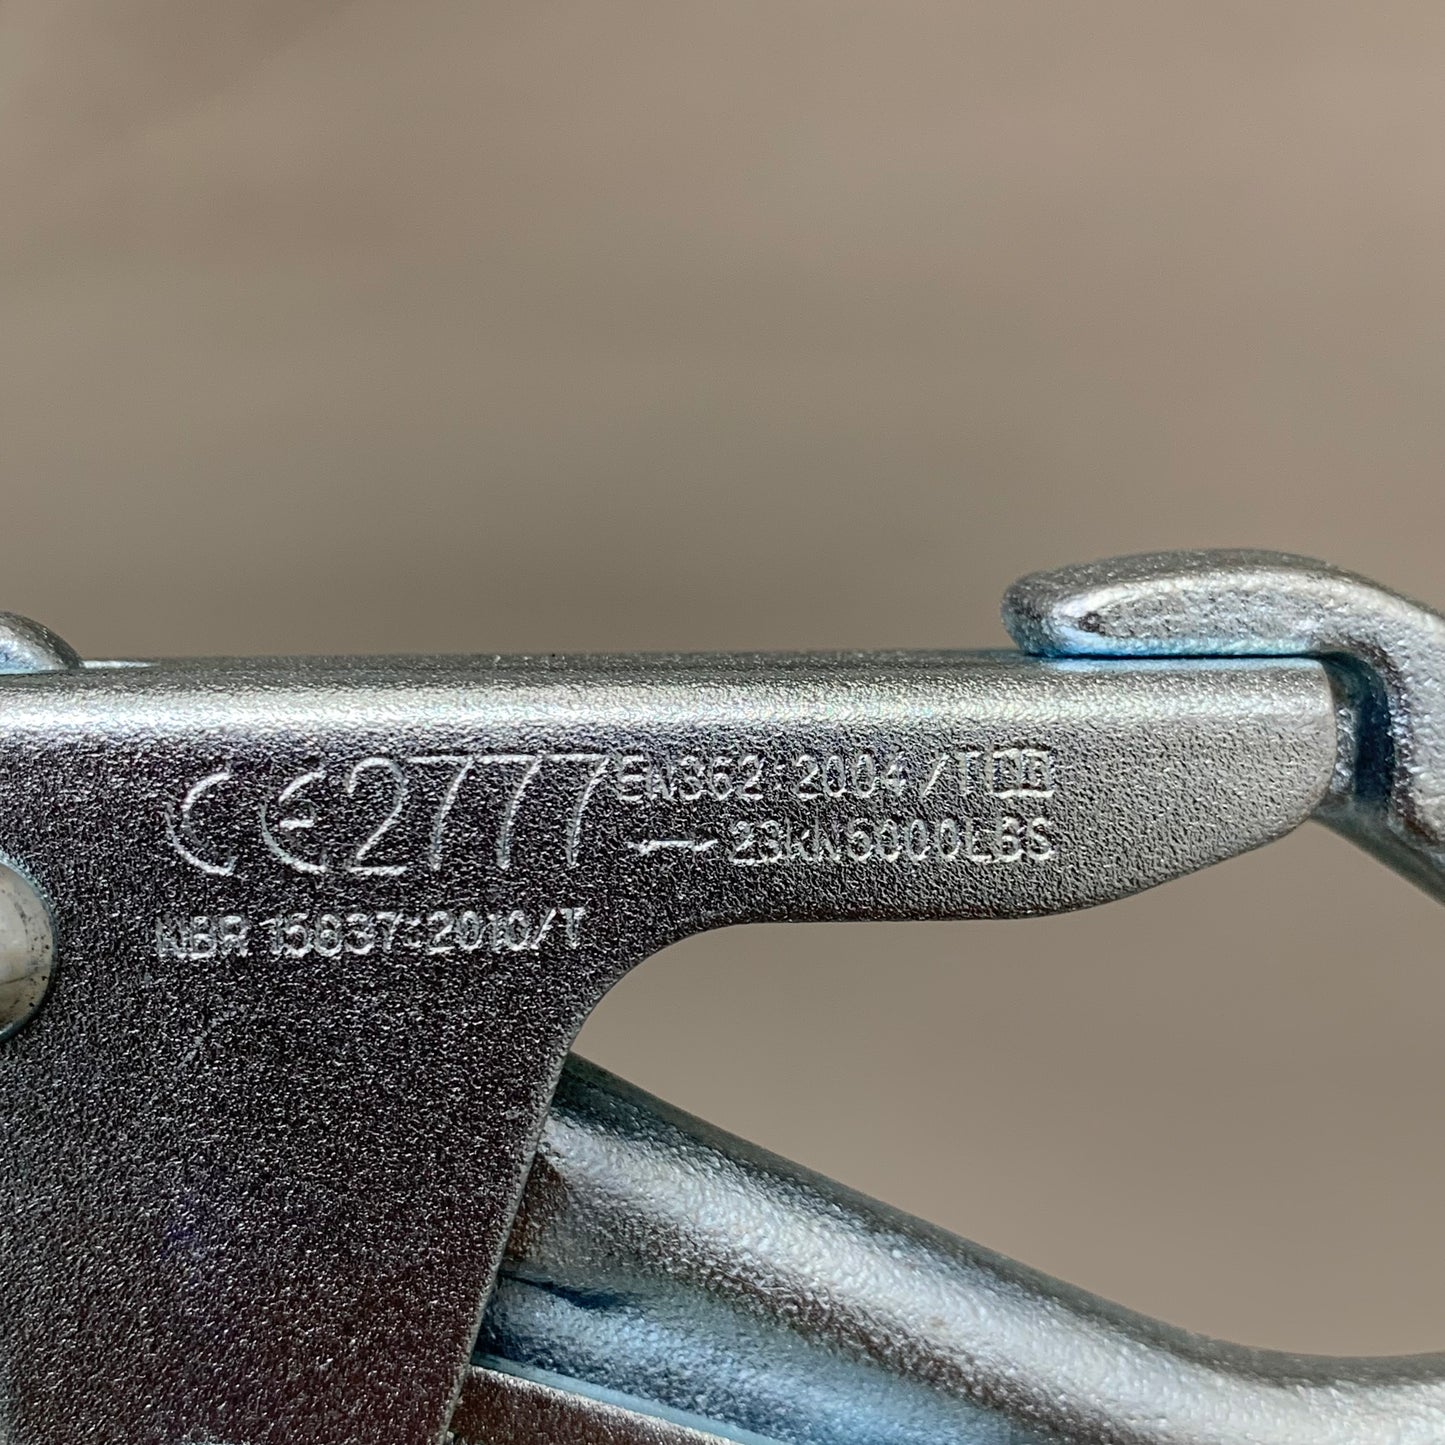 CE2777
EN362:2004/T
23kN5000LBS
NBR 15837:2010/T